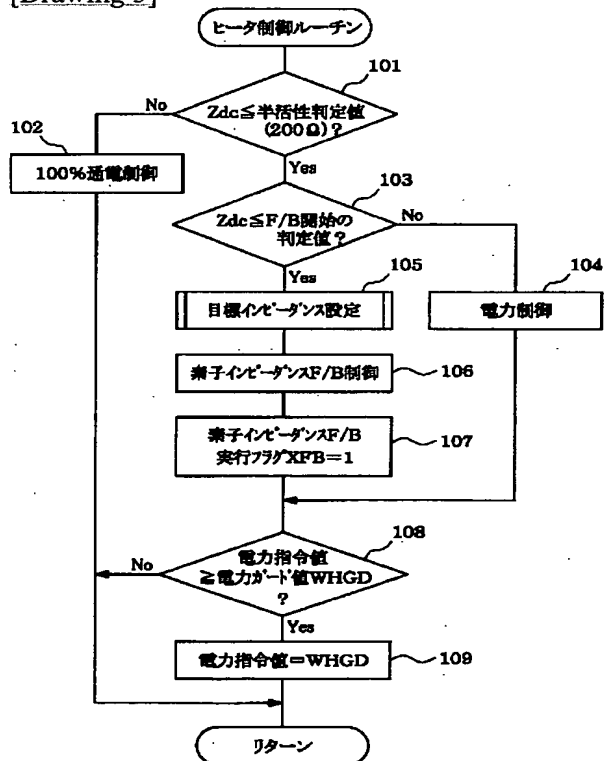 ヒータ制御ルーチン
101
No
Zdc≦半活性判定値
(200Ω)?
102
100%通電制御
Yes
103
Zdc≦F/B開始の
判定値?
No
Yes
105
104
目標インピーダンス設定
電力制御
素子インピーダンスF/B制御
106
素子インピーダンスF/B
実行フラグXFB=1
107
108
No
電力指令値
≧電力ガード値WHGD
?
Yes
電力指令値=WHGD
109
リターン